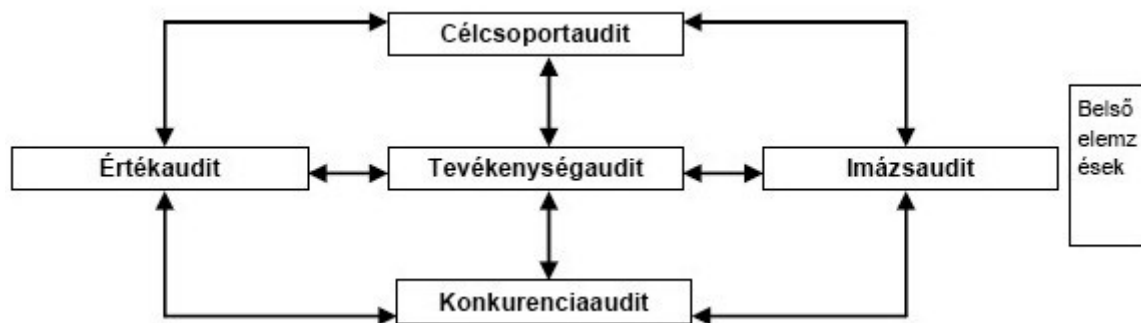 Célcsoportaudit
Értékaudit
Tevékenységaudit
Imázsaudit
Belső
elemz
ések
Konkurenciaaudit